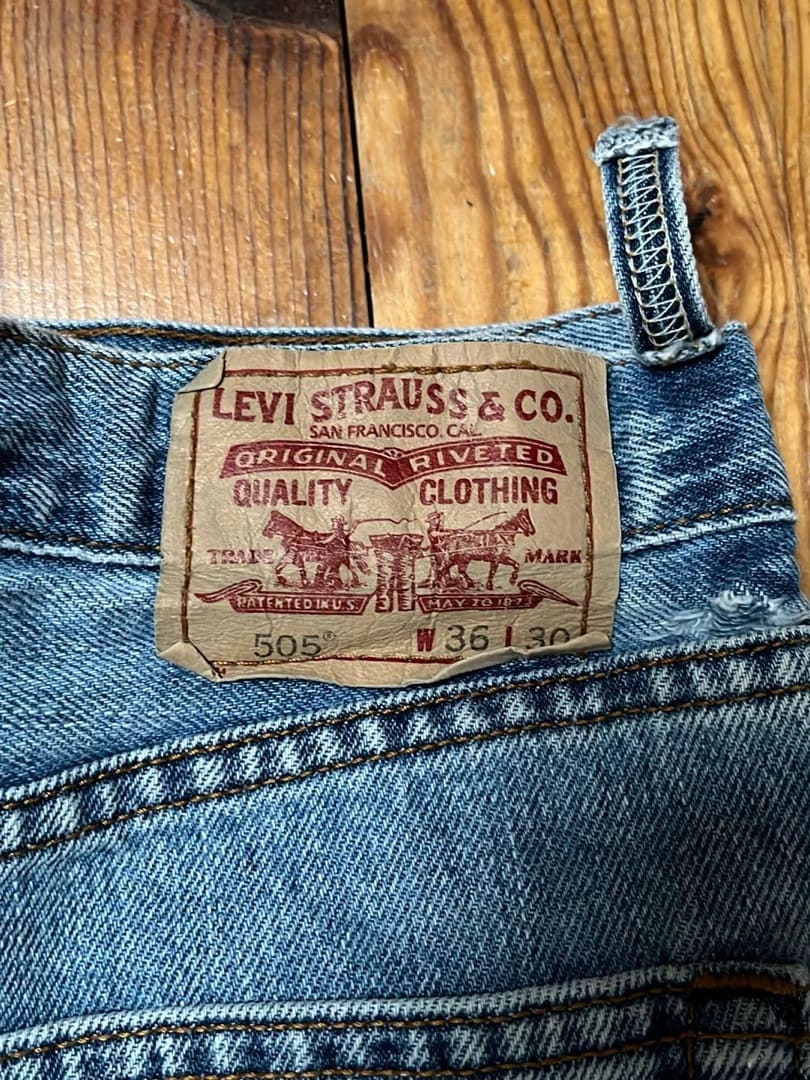 LEVI STRAUSS & CO.
SAN FRANCISCO, CAL.
ORIGINAL RIVETED
QUALITY CLOTHING
TRADE MARK
PATENTED IN U.S. MAY 20 1873
505® W 36 L 30